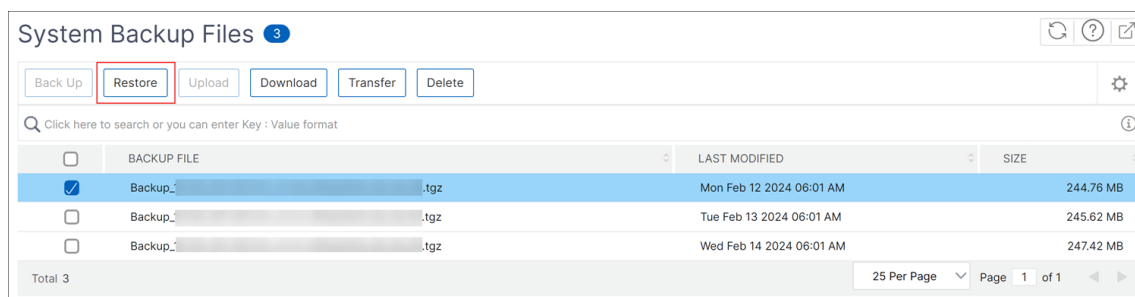 System Backup Files 3
Back Up Restore Upload Download Transfer Delete
Click here to search or you can enter Key : Value format
BACKUP FILE LAST MODIFIED SIZE
Backup_ .tgz Mon Feb 12 2024 06:01 AM 244.76 MB
Backup_ .tgz Tue Feb 13 2024 06:01 AM 245.62 MB
Backup_ .tgz Wed Feb 14 2024 06:01 AM 247.42 MB
Total 3 25 Per Page Page 1 of 1